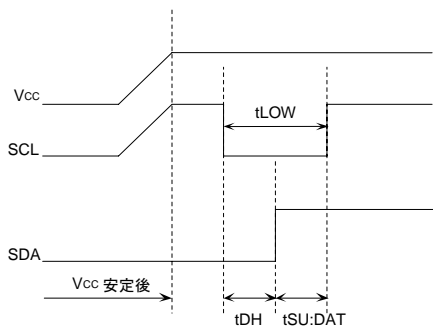 Vcc
tLOW
SCL
SDA
Vcc 安定後
tDH
tSU:DAT